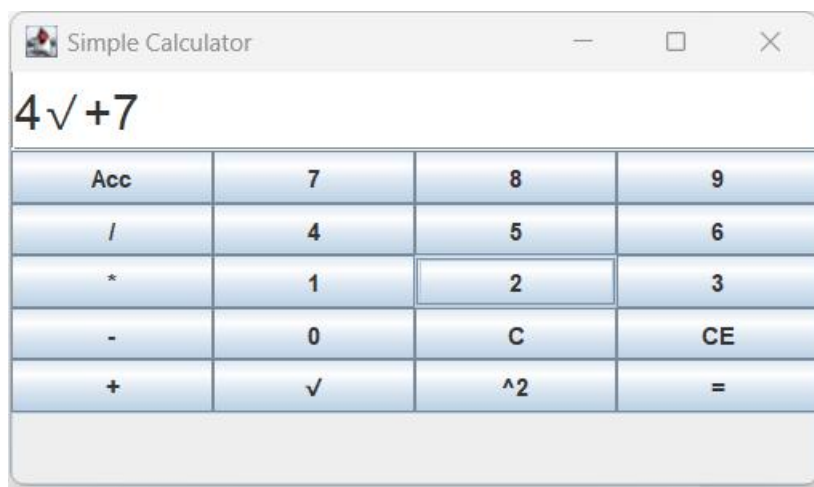 Simple Calculator
4√+7
Acc 7 8 9
/ 4 5 6
* 1 2 3
- 0 C CE
+ √ ^2 =